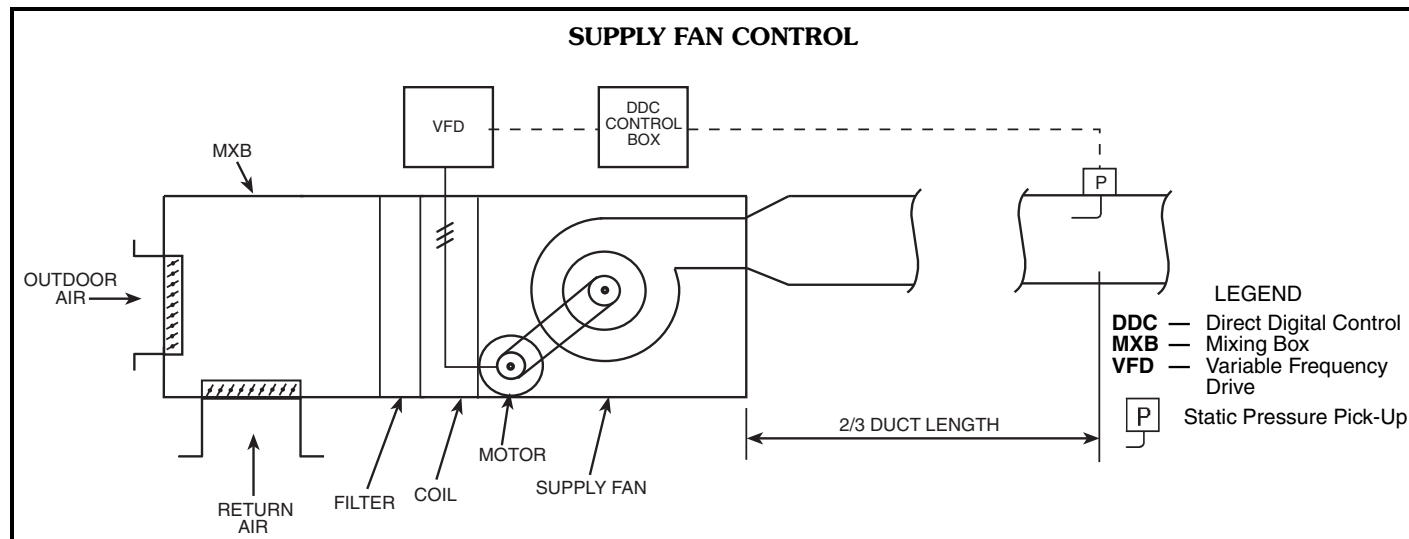 SUPPLY FAN CONTROL
VFD
DDC
CONTROL
BOX
MXB
P
OUTDOOR
AIR
LEGEND
DDC — Direct Digital Control
MXB — Mixing Box
VFD — Variable Frequency
Drive
P Static Pressure Pick-Up
2/3 DUCT LENGTH
MOTOR
SUPPLY FAN
COIL
FILTER
RETURN
AIR